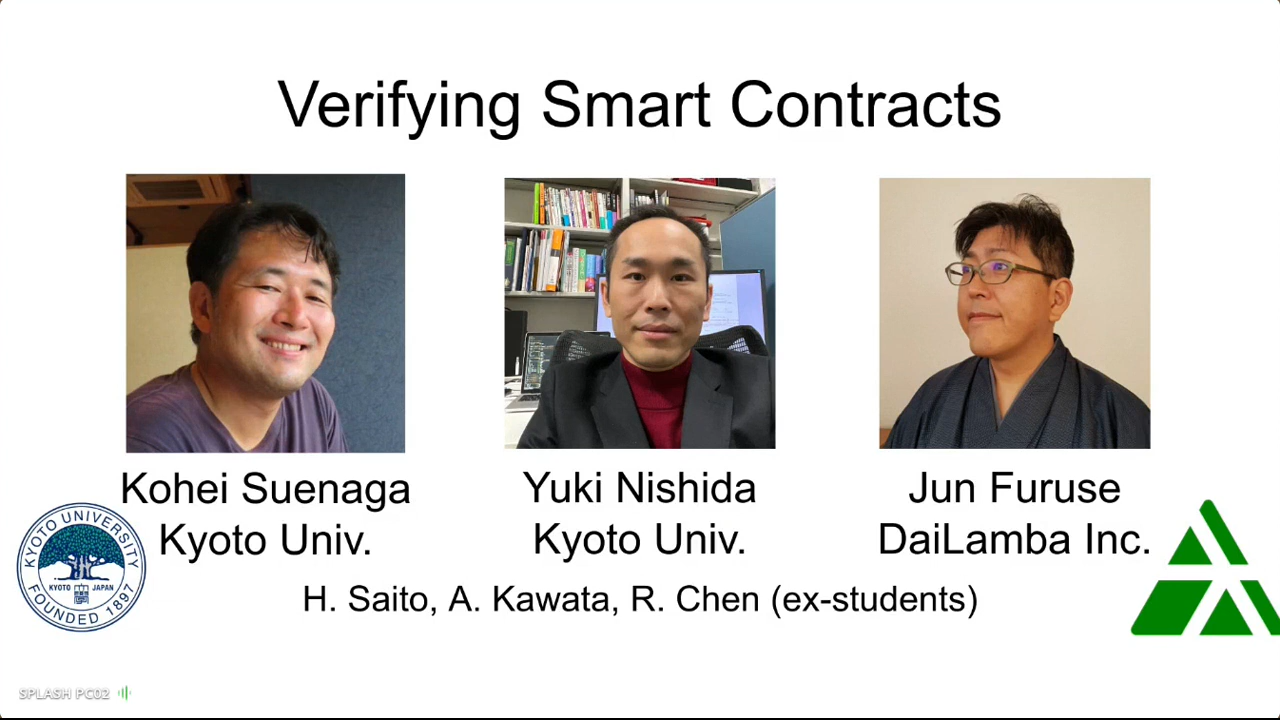 Verifying Smart Contracts
Kohei Suenaga
Kyoto Univ.
Yuki Nishida
Kyoto Univ.
Jun Furuse
DaiLamba Inc.
H. Saito, A. Kawata, R. Chen (ex-students)
KYOTO UNIVERSITY
KYOTO JAPAN
FOUNDED 1897
SPLASH PC02